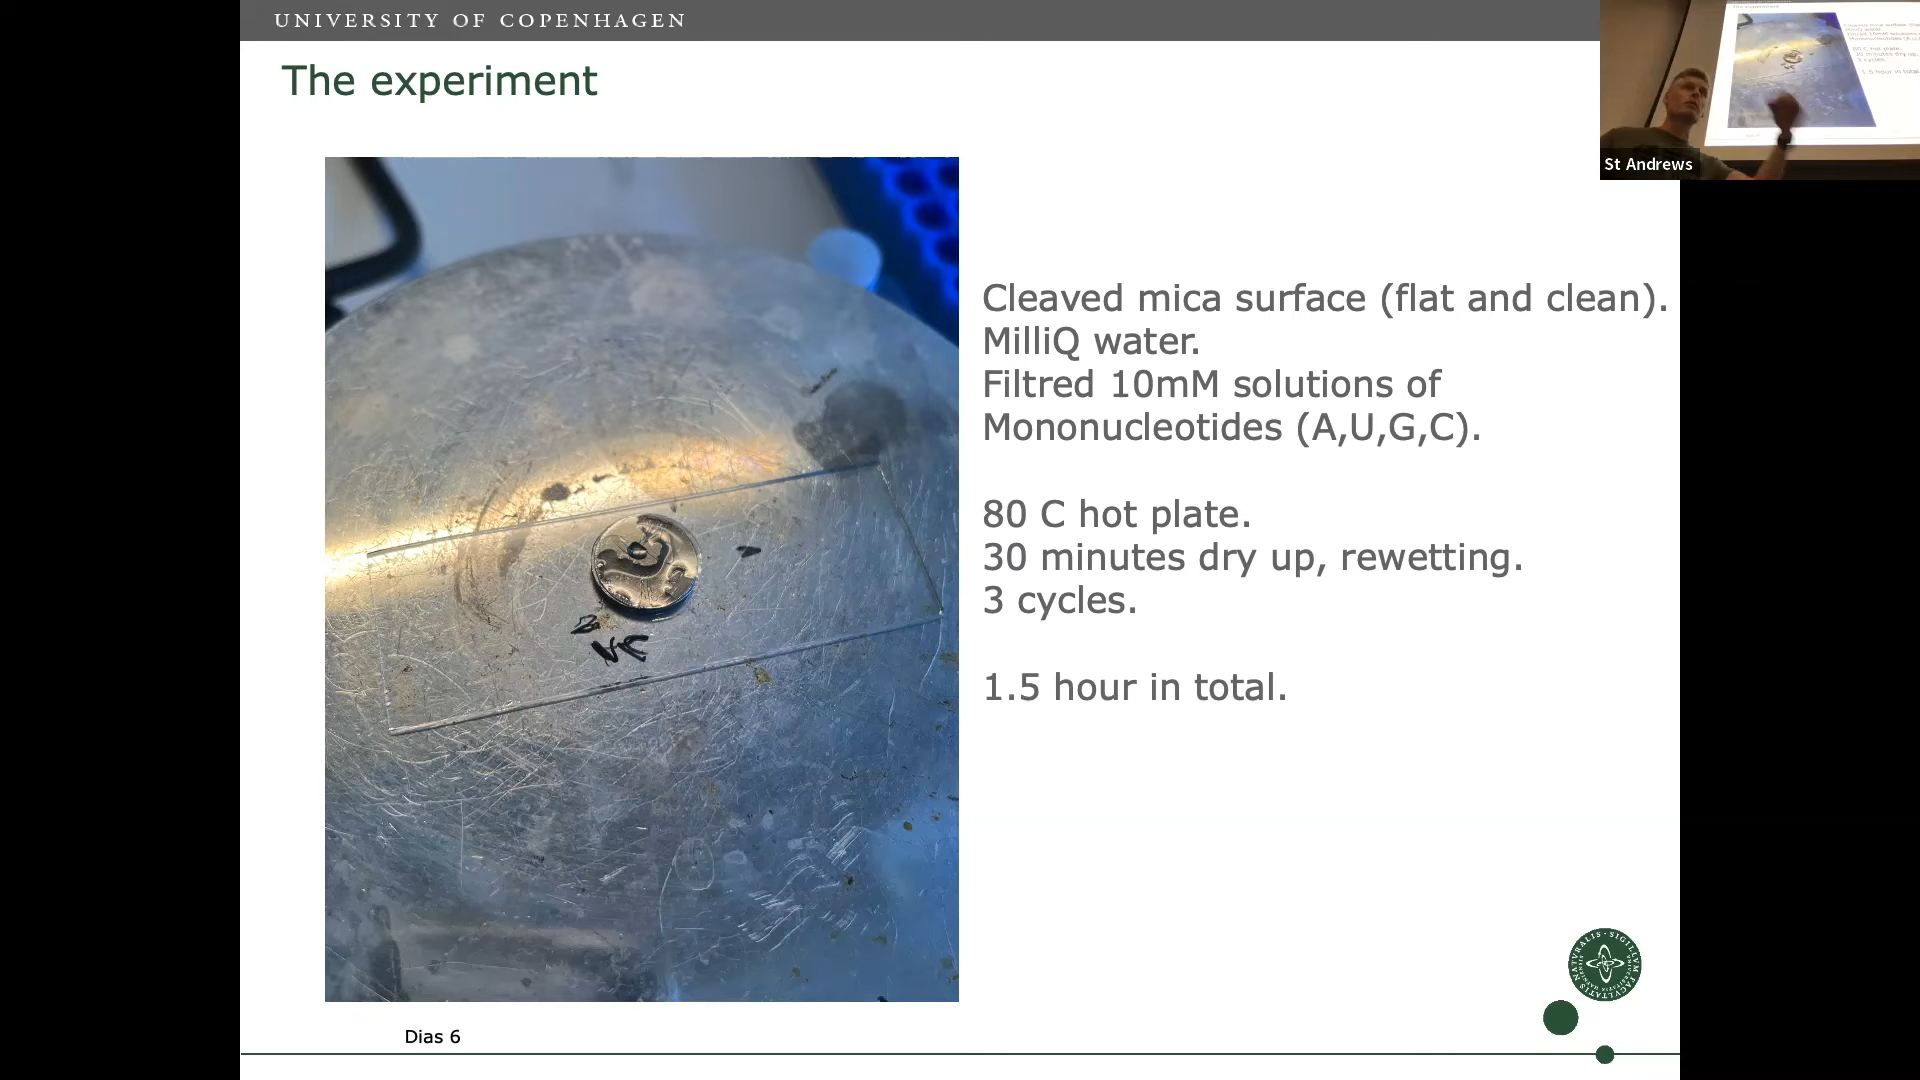 UNIVERSITY OF COPENHAGEN
The experiment
St Andrews
Cleaved mica surface (flat and clean).
MilliQ water.
Filtred 10mM solutions of
Mononucleotides (A,U,G,C).
80 C hot plate.
30 minutes dry up, rewetting.
3 cycles.
1.5 hour in total.
Dias 6